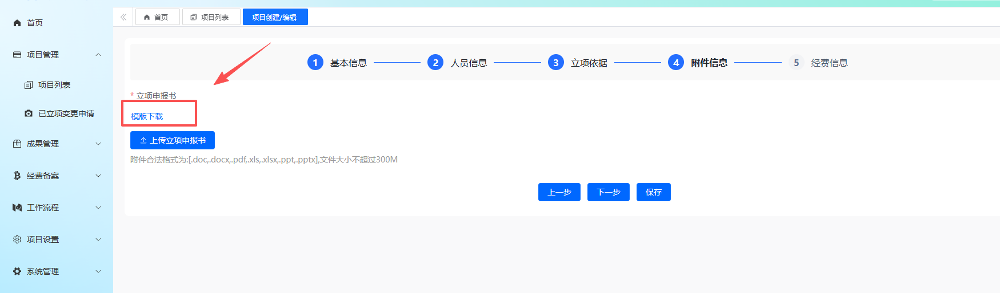 首页
项目管理
项目列表
已立项变更申请
成果管理
经费备案
工作流程
项目设置
系统管理
首页 项目列表 项目创建/编辑
1 基本信息 2 人员信息 3 立项依据 4 附件信息 5 经费信息
* 立项申报书
模版下载
上传立项申报书
附件合法格式为:[.doc,.docx,.pdf,.xls,.xlsx,.ppt,.pptx],文件大小不超过300M
上一步 下一步 保存